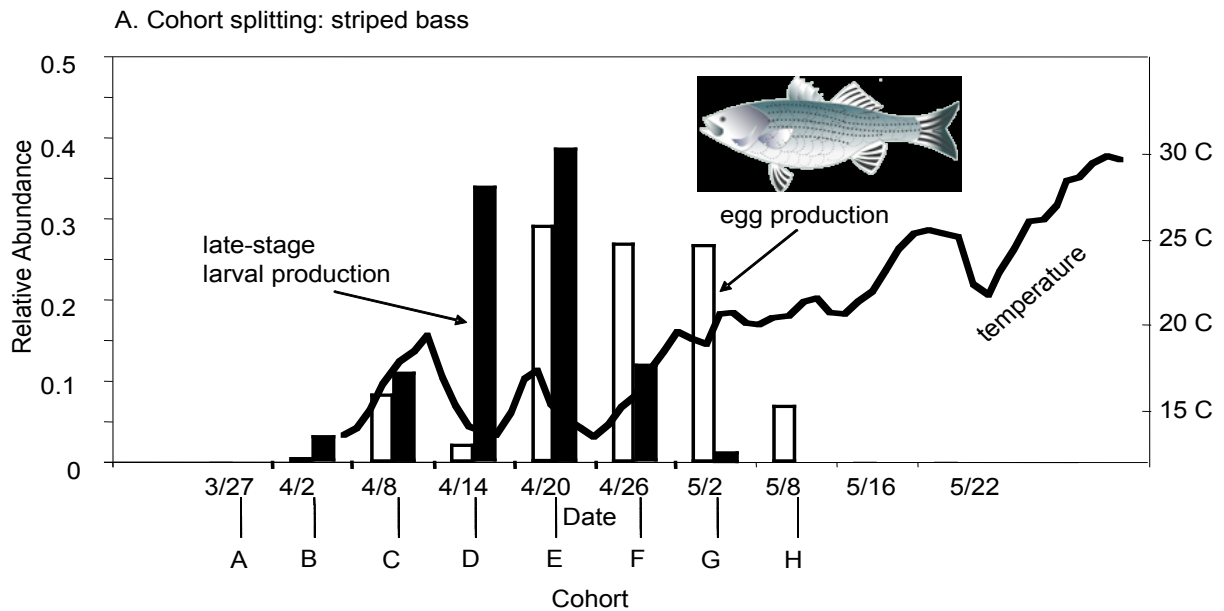 A. Cohort splitting: striped bass
0.5
0.4
0.3
0.2
0.1
0
Relative Abundance
late-stage
larval production
egg production
temperature
30 C
25 C
20 C
15 C
3/27 4/2 4/8 4/14 4/20 4/26 5/2 5/8 5/16 5/22
Date
A B C D E F G H
Cohort